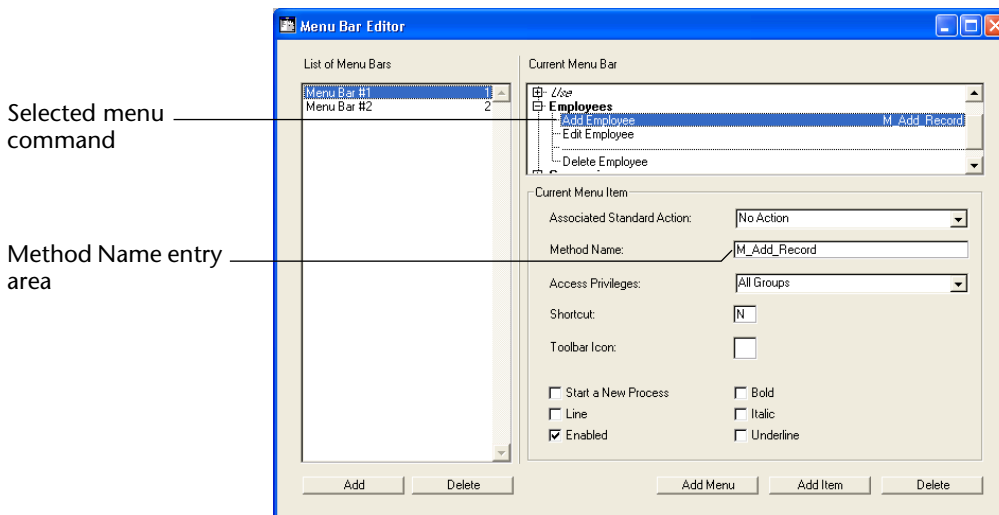 Menu Bar Editor
List of Menu Bars
Menu Bar #1 1
Menu Bar #2 2
Current Menu Bar
Use
Employees
Add Employee M_Add_Record
Edit Employee
Delete Employee
Selected menu
command
Current Menu Item
Associated Standard Action: No Action
Method Name: M_Add_Record
Access Privileges: All Groups
Shortcut: N
Toolbar Icon:
Start a New Process Bold
Line Italic
Enabled Underline
Method Name entry
area
Add Delete Add Menu Add Item Delete